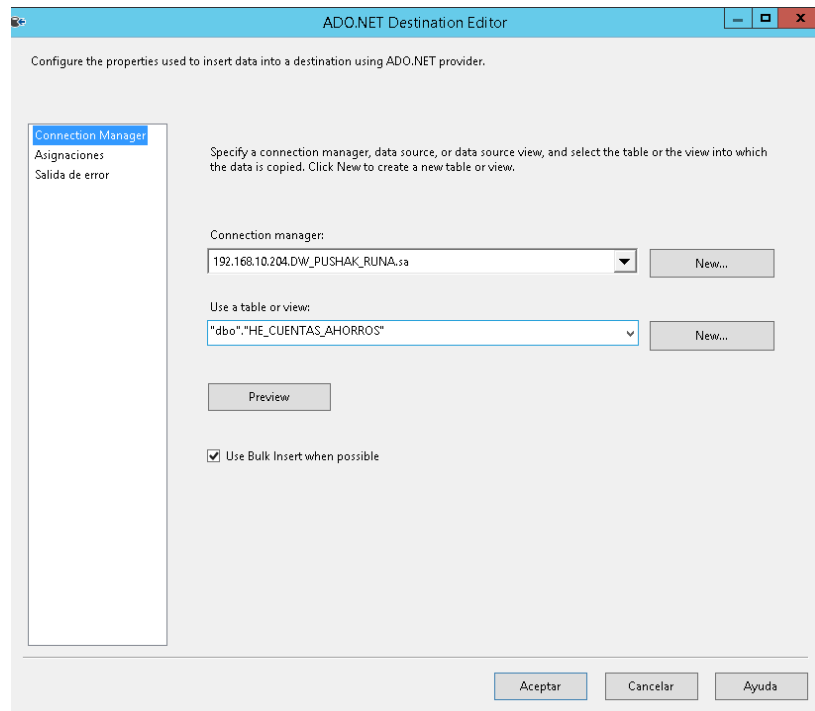 ADO.NET Destination Editor
Configure the properties used to insert data into a destination using ADO.NET provider.
Connection Manager
Asignaciones
Salida de error
Specify a connection manager, data source, or data source view, and select the table or the view into which
the data is copied. Click New to create a new table or view.
Connection manager:
192.168.10.204.DW_PUSHAK_RUNA.sa
New...
Use a table or view:
"dbo"."HE_CUENTAS_AHORROS"
New...
Preview
Use Bulk Insert when possible
Aceptar
Cancelar
Ayuda